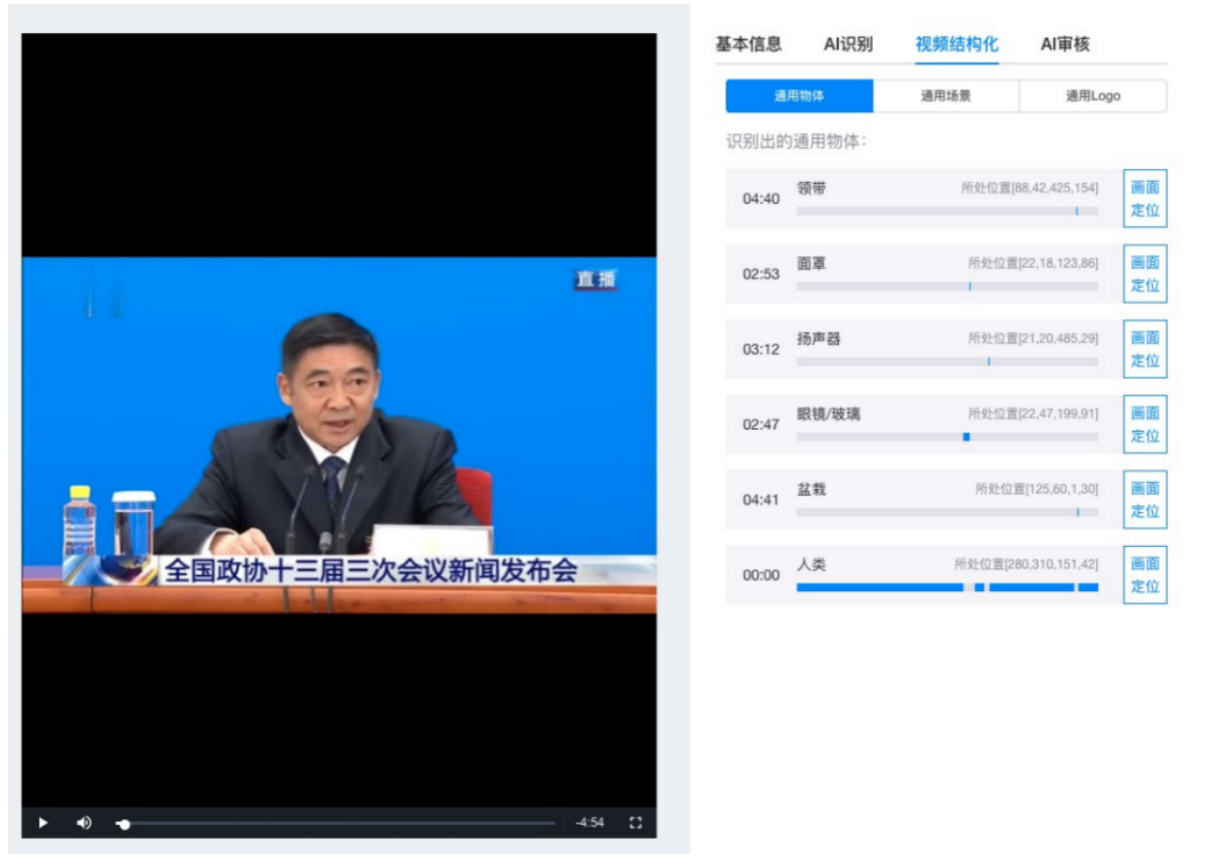 直播
全国政协十三届三次会议新闻发布会
-4:54
基本信息 AI识别 视频结构化 AI审核
通用物体 通用场景 通用Logo
识别出的通用物体:
04:40 领带 所处位置[88,42,425,154] 画面定位
02:53 面罩 所处位置[22,18,123,86] 画面定位
03:12 扬声器 所处位置[21,20,485,29] 画面定位
02:47 眼镜/玻璃 所处位置[22,47,199,91] 画面定位
04:41 盆栽 所处位置[125,60,1,30] 画面定位
00:00 人类 所处位置[280,310,151,42] 画面定位